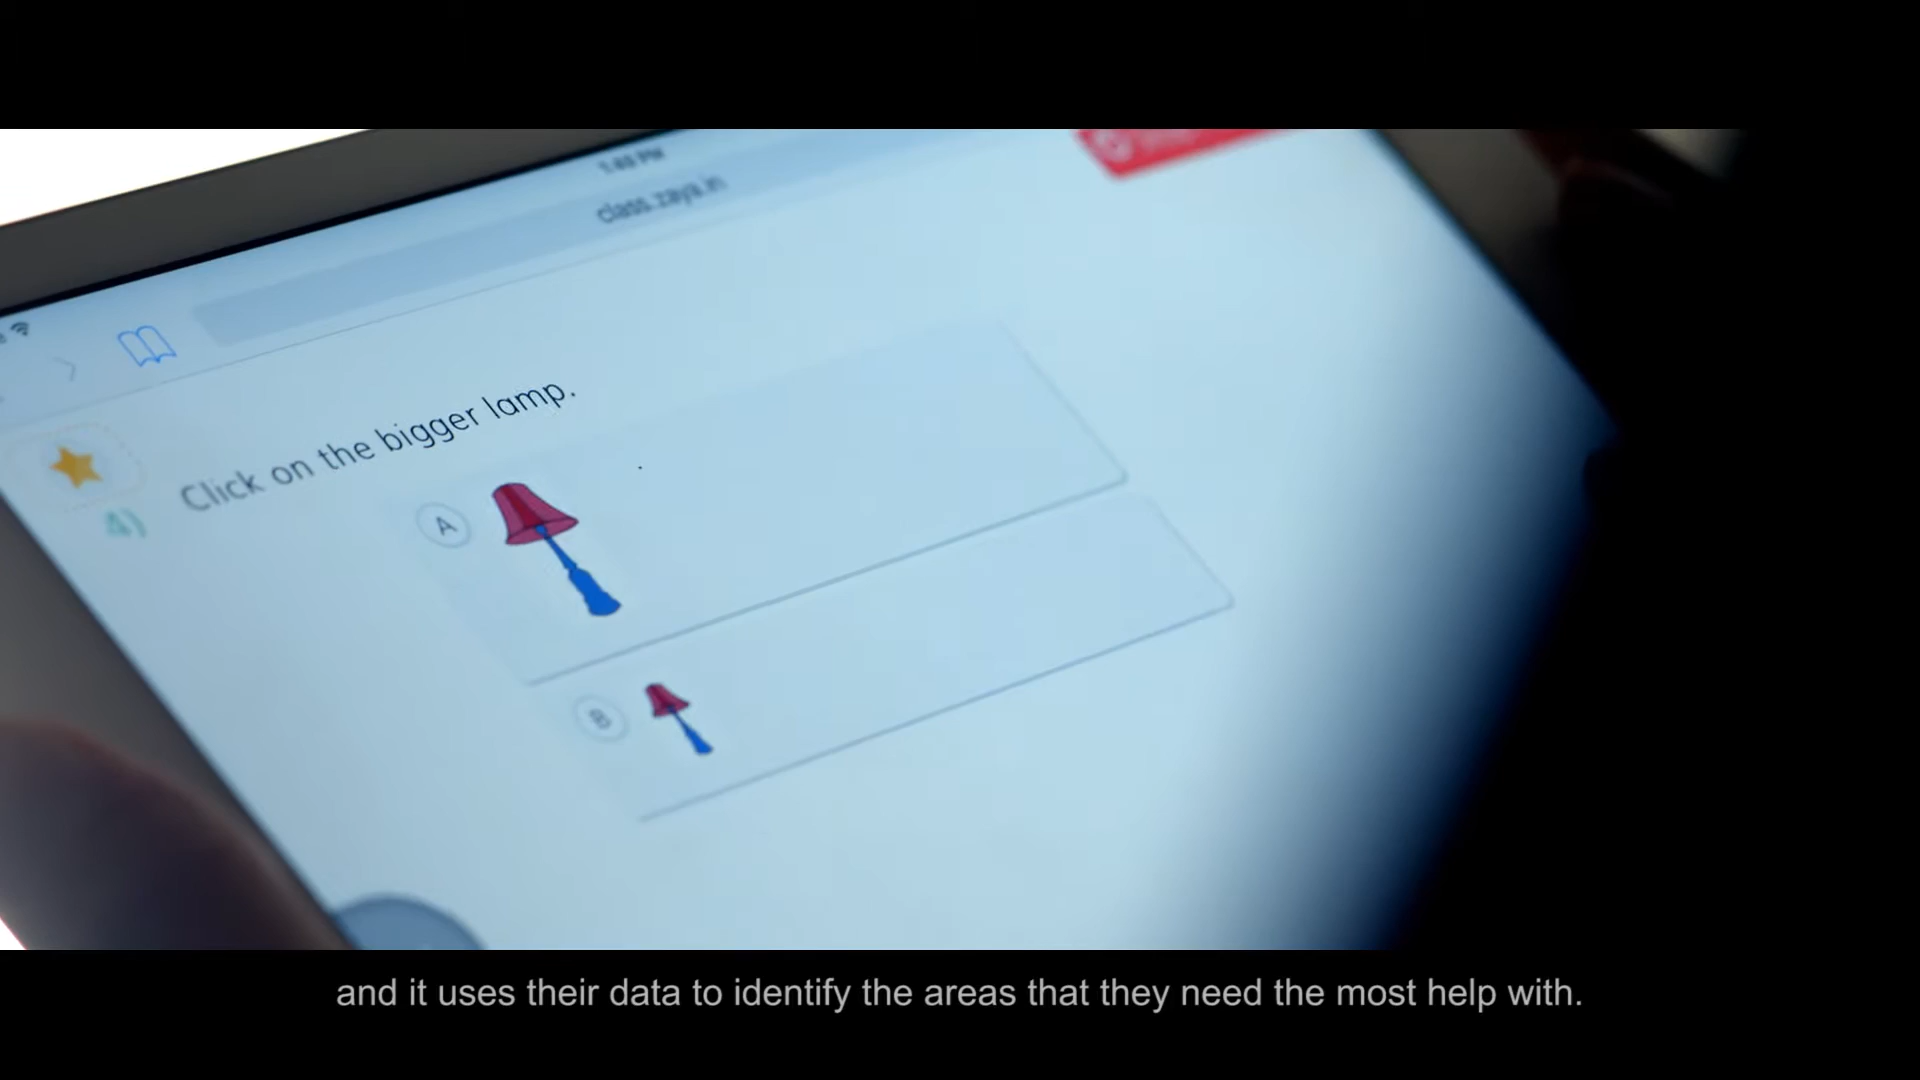 class.zaya.in
Click on the bigger lamp.
4)
A
B
and it uses their data to identify the areas that they need the most help with.